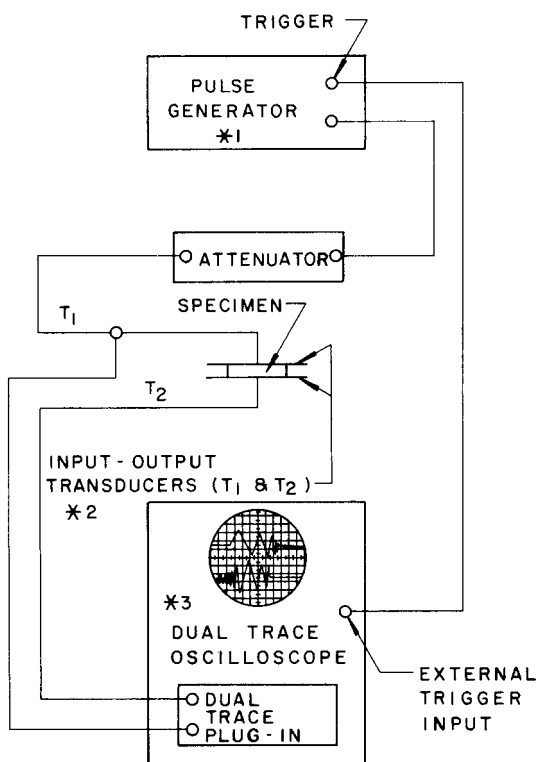 TRIGGER
PULSE
GENERATOR
*1
ATTENUATOR
SPECIMEN
T1
T2
INPUT-OUTPUT
TRANSDUCERS (T1 & T2)
*2
*3
DUAL TRACE
OSCILLOSCOPE
EXTERNAL
TRIGGER
INPUT
DUAL
TRACE
PLUG-IN